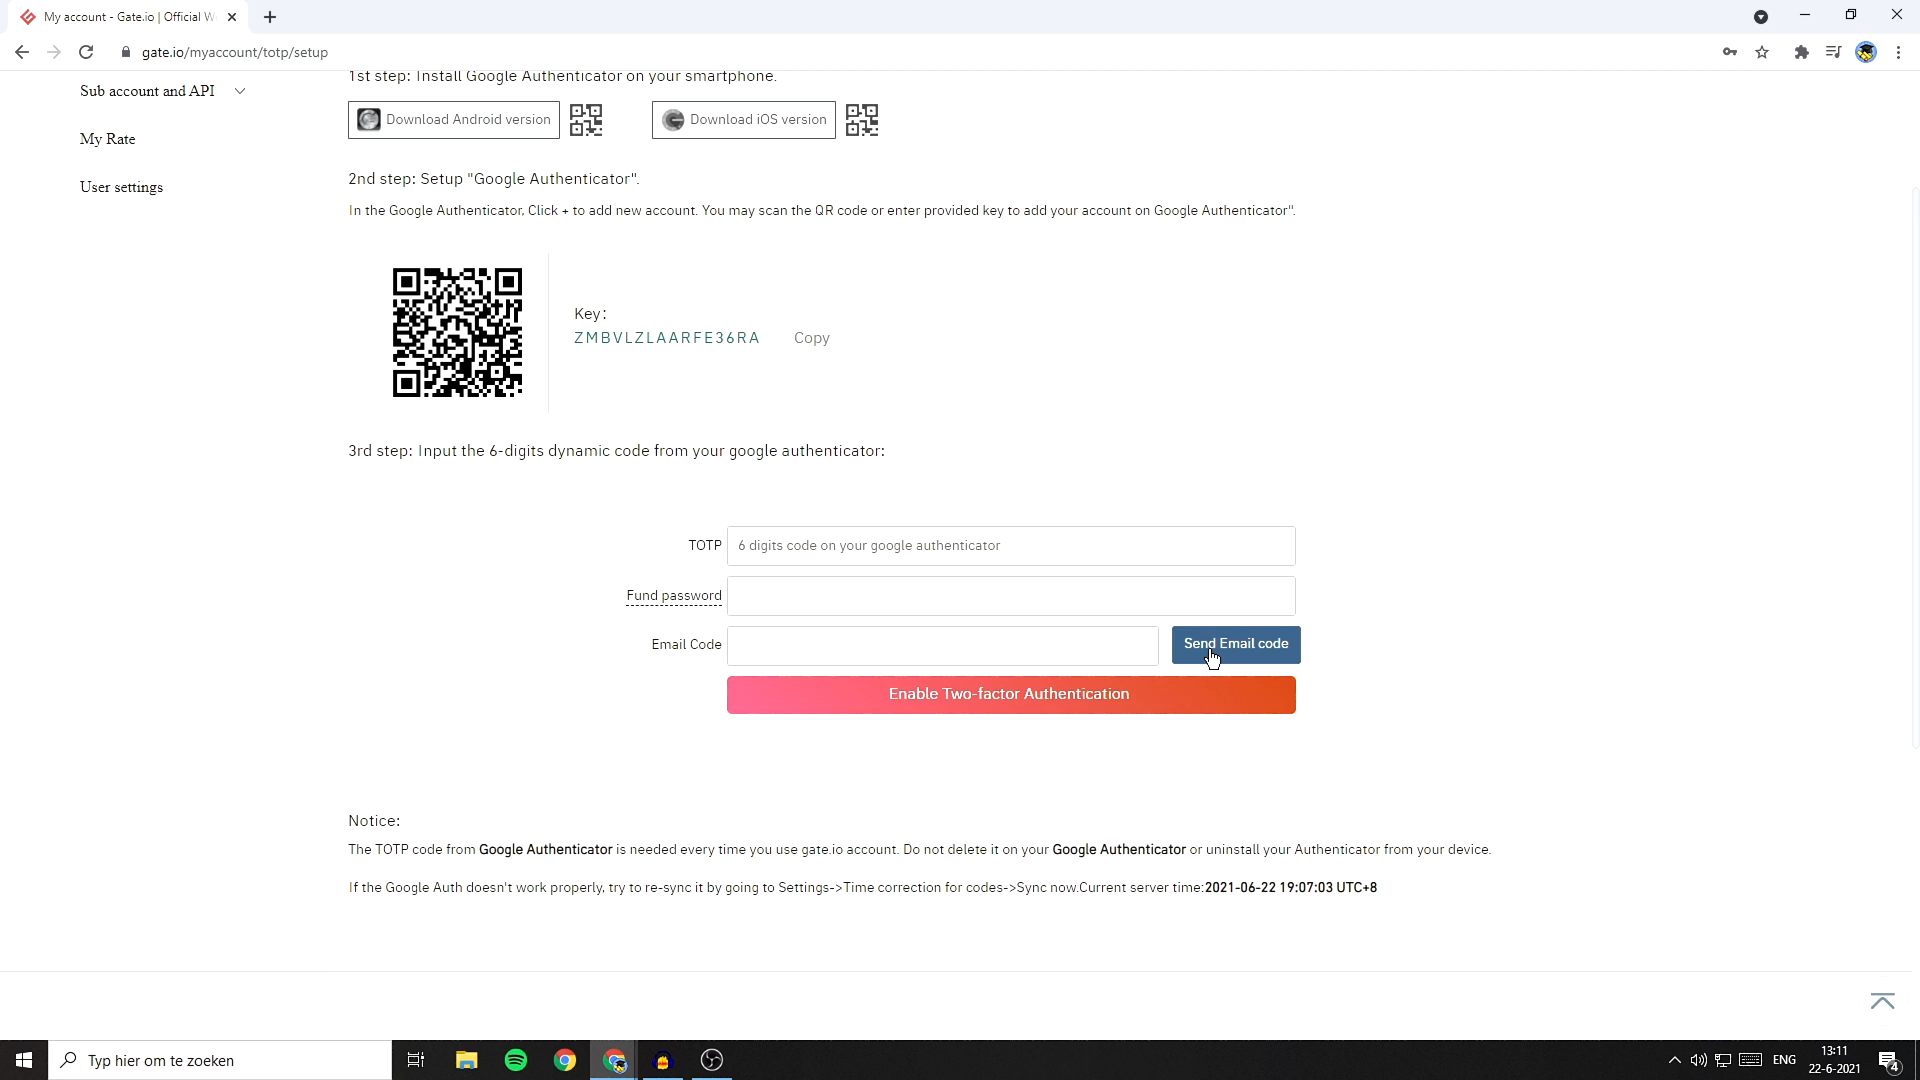 My account - Gate.io | Official W
gate.io/myaccount/totp/setup
1st step: Install Google Authenticator on your smartphone.
Sub account and API
Download Android version
Download iOS version
My Rate
2nd step: Setup "Google Authenticator".
User settings
In the Google Authenticator, Click + to add new account. You may scan the QR code or enter provided key to add your account on Google Authenticator".
Key:
ZMBVLZLAARFE36RA Copy
3rd step: Input the 6-digits dynamic code from your google authenticator:
TOTP 6 digits code on your google authenticator
Fund password
Email Code Send Email code
Enable Two-factor Authentication
Notice:
The TOTP code from Google Authenticator is needed every time you use gate.io account. Do not delete it on your Google Authenticator or uninstall your Authenticator from your device.
If the Google Auth doesn't work properly, try to re-sync it by going to Settings->Time correction for codes->Sync now.Current server time:2021-06-22 19:07:03 UTC+8
Typ hier om te zoeken
ENG
13:11
22-6-2021
4